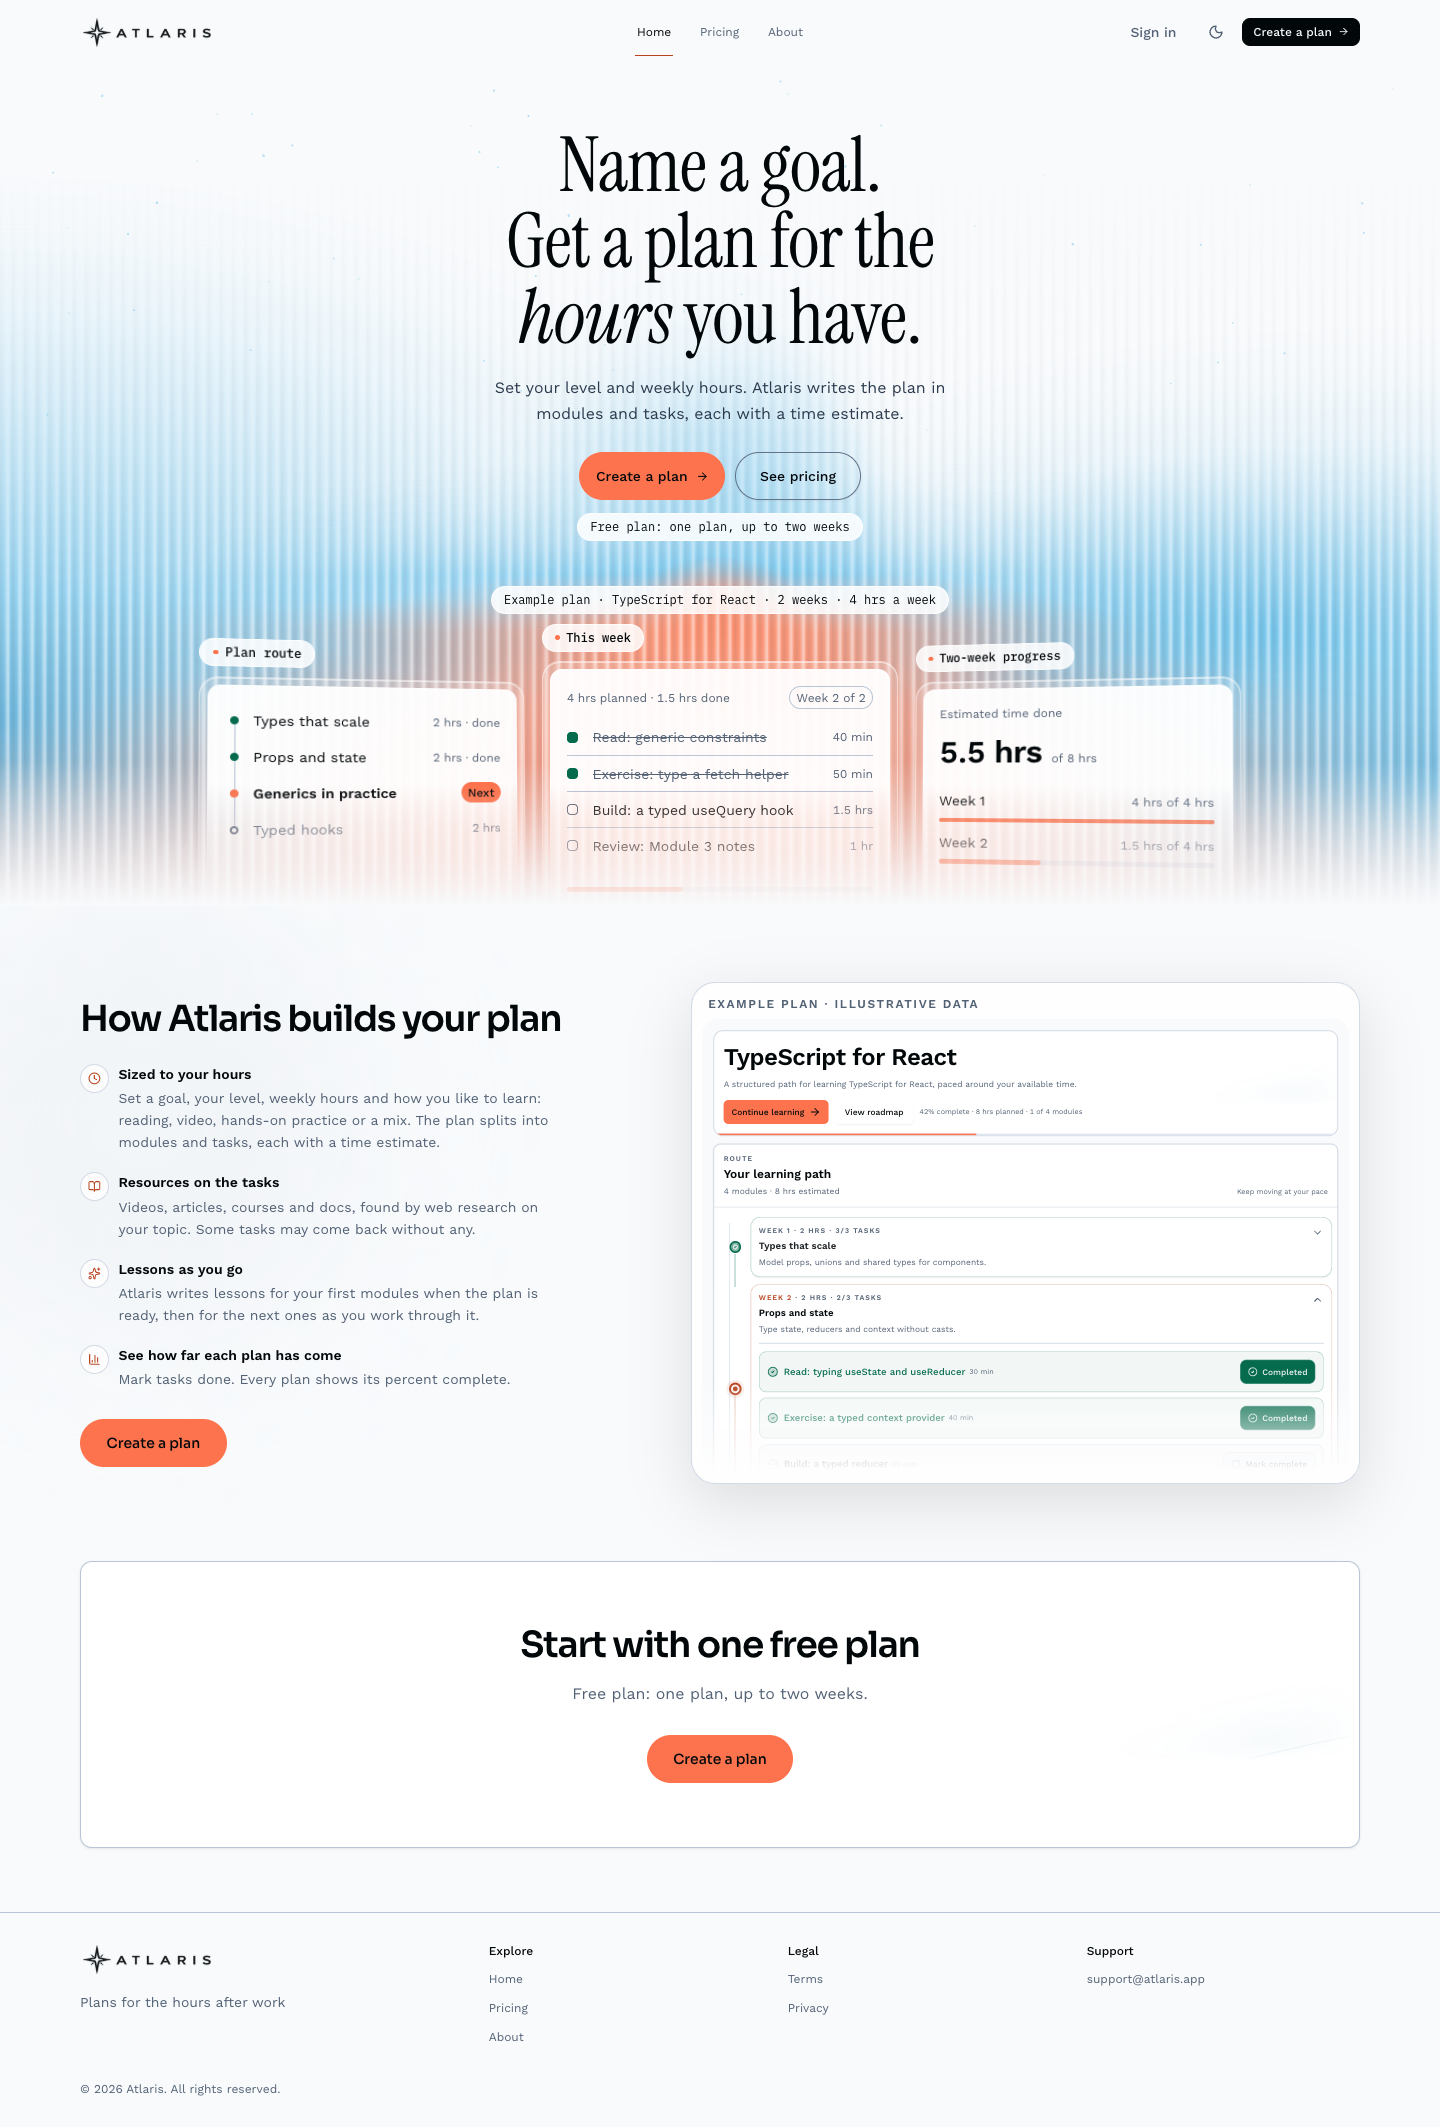 ATLARIS
Home
Pricing
About
Sign in
Create a plan →
Name a goal.
Get a plan for the
hours you have.
Set your level and weekly hours. Atlaris writes the plan in
modules and tasks, each with a time estimate.
Create a plan →
See pricing
Free plan: one plan, up to two weeks
Example plan · TypeScript for React · 2 weeks · 4 hrs a week
Plan route
Types that scale 2 hrs · done
Props and state 2 hrs · done
Generics in practice Next
Typed hooks 2 hrs
This week
4 hrs planned · 1.5 hrs done Week 2 of 2
Read: generic constraints 40 min
Exercise: type a fetch helper 50 min
Build: a typed useQuery hook 1.5 hrs
Review: Module 3 notes 1 hr
Two-week progress
Estimated time done
5.5 hrs of 8 hrs
Week 1 4 hrs of 4 hrs
Week 2 1.5 hrs of 4 hrs
How Atlaris builds your plan
Sized to your hours
Set a goal, your level, weekly hours and how you like to learn:
reading, video, hands-on practice or a mix. The plan splits into
modules and tasks, each with a time estimate.
Resources on the tasks
Videos, articles, courses and docs, found by web research on
your topic. Some tasks may come back without any.
Lessons as you go
Atlaris writes lessons for your first modules when the plan is
ready, then for the next ones as you work through it.
See how far each plan has come
Mark tasks done. Every plan shows its percent complete.
Create a plan
EXAMPLE PLAN · ILLUSTRATIVE DATA
TypeScript for React
A structured path for learning TypeScript for React, paced around your available time.
Continue learning → View roadmap 42% complete · 8 hrs planned · 1 of 4 modules
ROUTE
Your learning path
4 modules · 8 hrs estimated Keep moving at your pace
WEEK 1 · 2 HRS · 3/3 TASKS
Types that scale
Model props, unions and shared types for components.
WEEK 2 · 2 HRS · 2/3 TASKS
Props and state
Type state, reducers and context without casts.
Read: typing useState and useReducer 30 min Completed
Exercise: a typed context provider 40 min Completed
Build: a typed reducer Mark complete
Start with one free plan
Free plan: one plan, up to two weeks.
Create a plan
ATLARIS
Plans for the hours after work
Explore
Home
Pricing
About
Legal
Terms
Privacy
Support
support@atlaris.app
© 2026 Atlaris. All rights reserved.